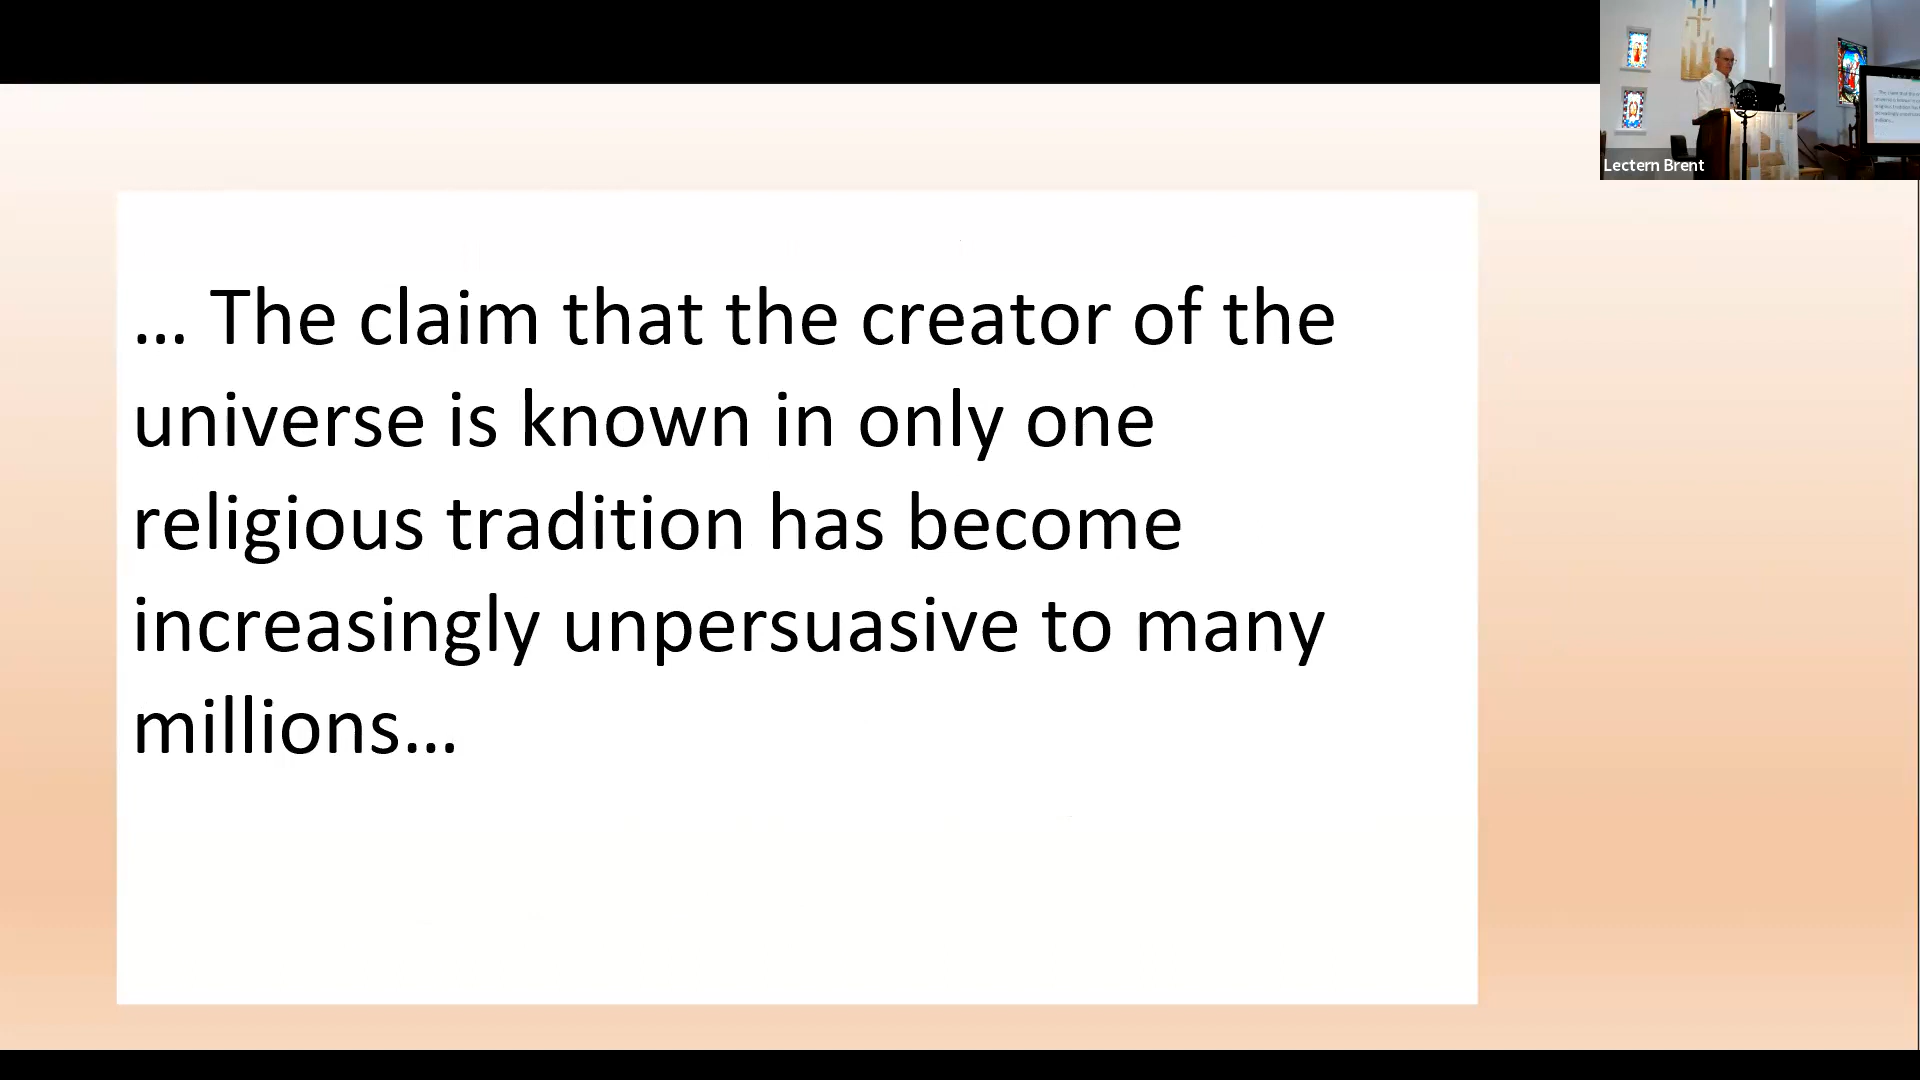 Lectern Brent
... The claim that the creator of the
universe is known in only one
religious tradition has become
increasingly unpersuasive to many
millions...